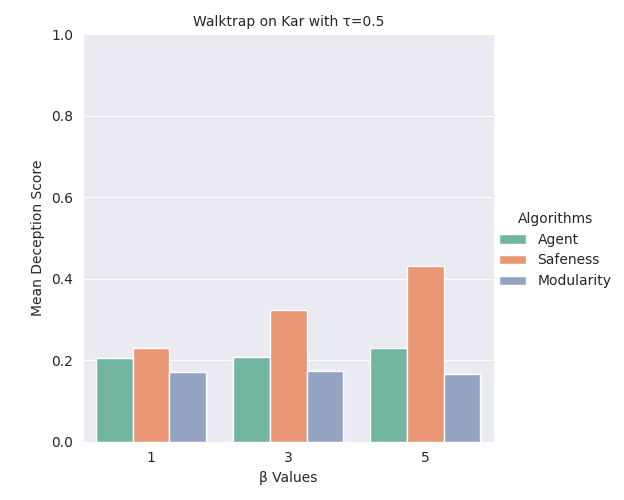 Walktrap on Kar with τ=0.5
1.0
0.8
0.6
0.4
0.2
0.0
Mean Deception Score
1 3 5
β Values
Algorithms
Agent
Safeness
Modularity